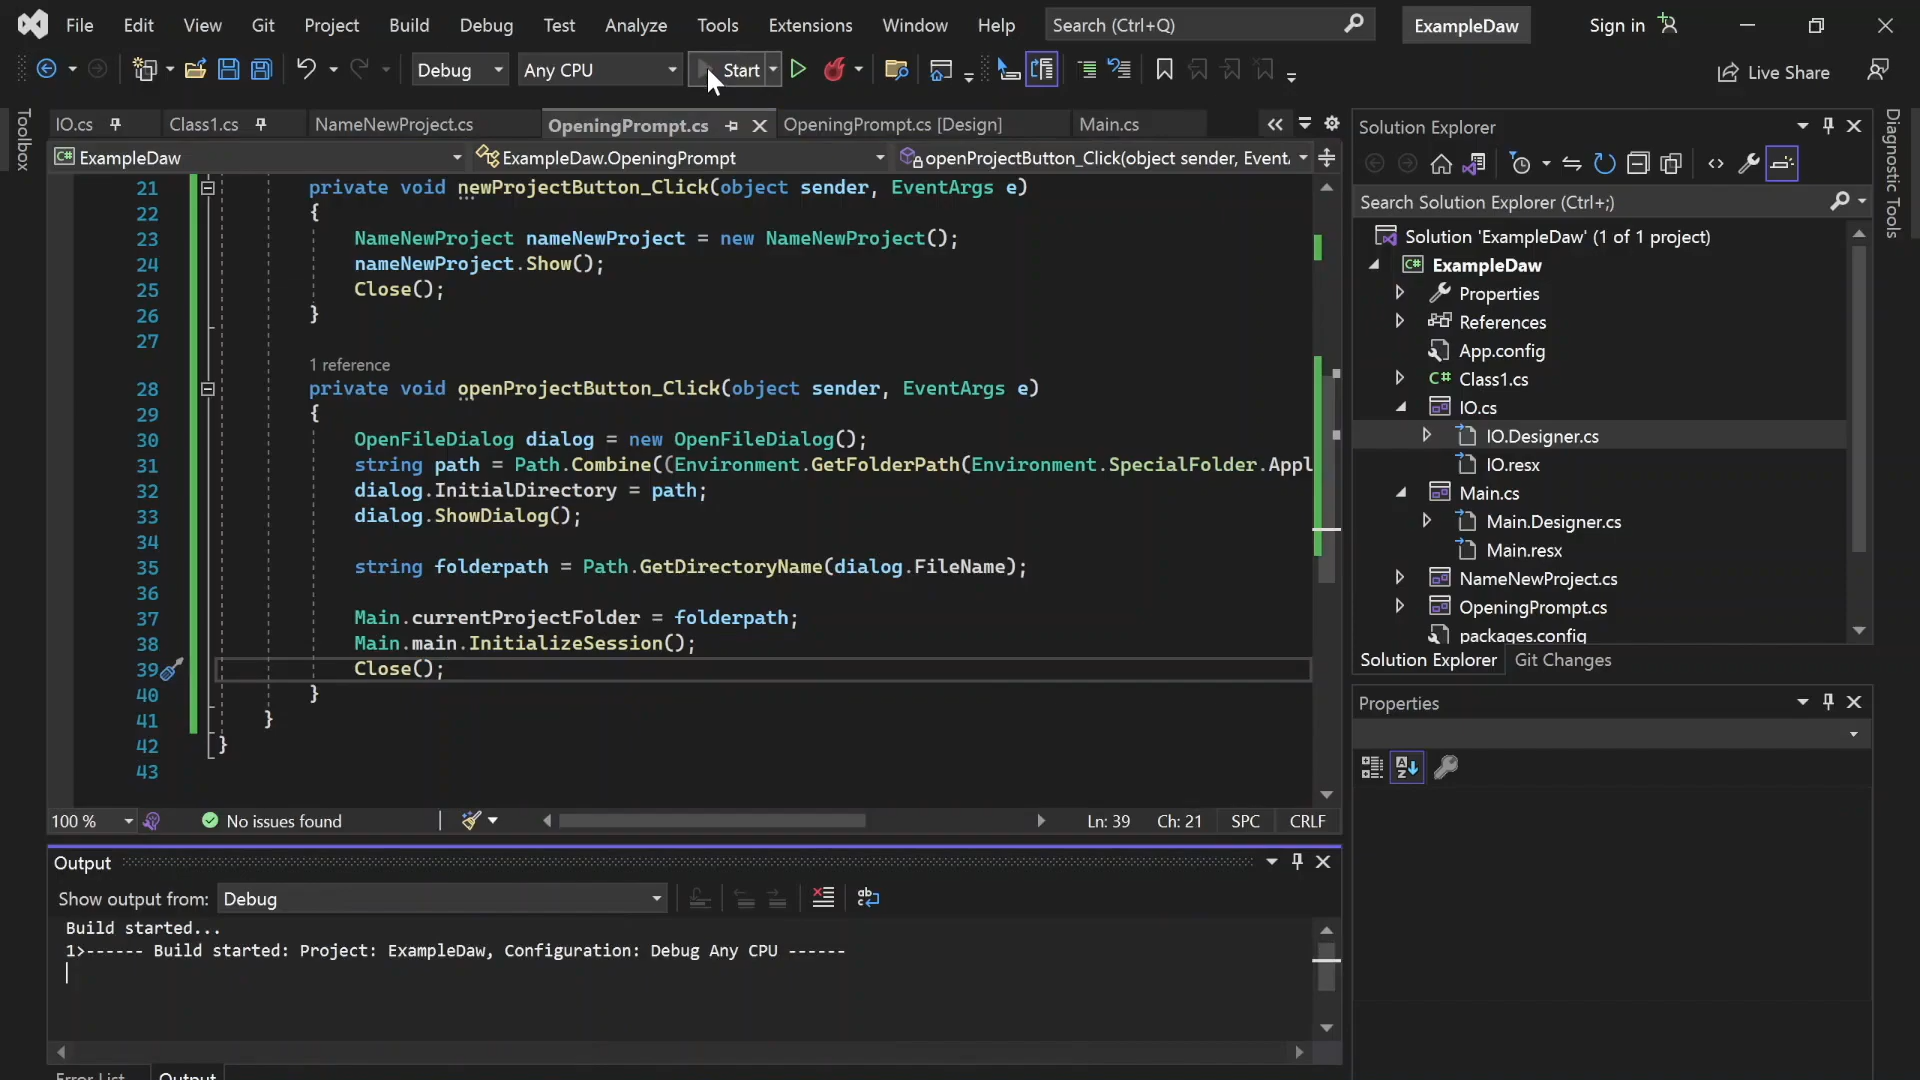 File Edit View Git Project Build Debug Test Analyze Tools Extensions Window Help Search (Ctrl+Q) ExampleDaw Sign in
Debug Any CPU Start Live Share
Toolbox
IO.cs Class1.cs NameNewProject.cs OpeningPrompt.cs OpeningPrompt.cs [Design] Main.cs
ExampleDaw ExampleDaw.OpeningPrompt openProjectButton_Click(object sender, Event
21 private void newProjectButton_Click(object sender, EventArgs e)
22 {
23 NameNewProject nameNewProject = new NameNewProject();
24 nameNewProject.Show();
25 Close();
26 }
27
1 reference
28 private void openProjectButton_Click(object sender, EventArgs e)
29 {
30 OpenFileDialog dialog = new OpenFileDialog();
31 string path = Path.Combine((Environment.GetFolderPath(Environment.SpecialFolder.Appl
32 dialog.InitialDirectory = path;
33 dialog.ShowDialog();
34
35 string folderpath = Path.GetDirectoryName(dialog.FileName);
36
37 Main.currentProjectFolder = folderpath;
38 Main.main.InitializeSession();
39 Close();
40 }
41 }
42 }
43
100 % No issues found Ln: 39 Ch: 21 SPC CRLF
Output
Show output from: Debug
Build started...
1>------ Build started: Project: ExampleDaw, Configuration: Debug Any CPU ------
Error List Output
Solution Explorer
Search Solution Explorer (Ctrl+;)
Solution 'ExampleDaw' (1 of 1 project)
C# ExampleDaw
Properties
References
App.config
C# Class1.cs
IO.cs
IO.Designer.cs
IO.resx
Main.cs
Main.Designer.cs
Main.resx
NameNewProject.cs
OpeningPrompt.cs
packages.config
Solution Explorer Git Changes
Properties
Diagnostic Tools